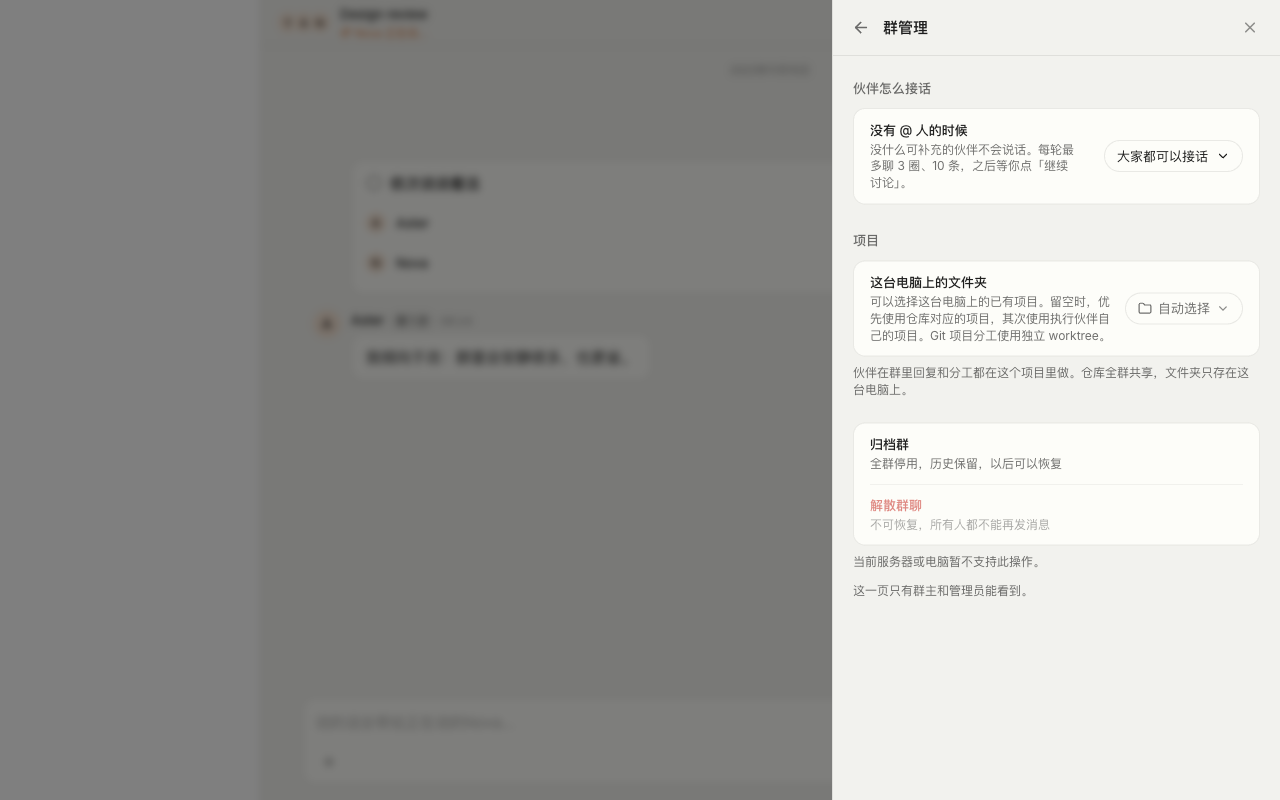 Design review
群管理
伙伴怎么接话
没有 @ 人的时候
没什么可补充的伙伴不会说话。每轮最
多聊 3 圈、10 条，之后等你点「继续
讨论」。
大家都可以接话
项目
这台电脑上的文件夹
可以选择这台电脑上的已有项目。留空时，优
先使用仓库对应的项目，其次使用执行伙伴自
己的项目。Git 项目分工使用独立 worktree。
自动选择
伙伴在群里回复和分工都在这个项目里做。仓库全群共享，文件夹只存在这
台电脑上。
归档群
全群停用，历史保留，以后可以恢复
解散群聊
不可恢复，所有人都不能再发消息
当前服务器或电脑暂不支持此操作。
这一页只有群主和管理员能看到。